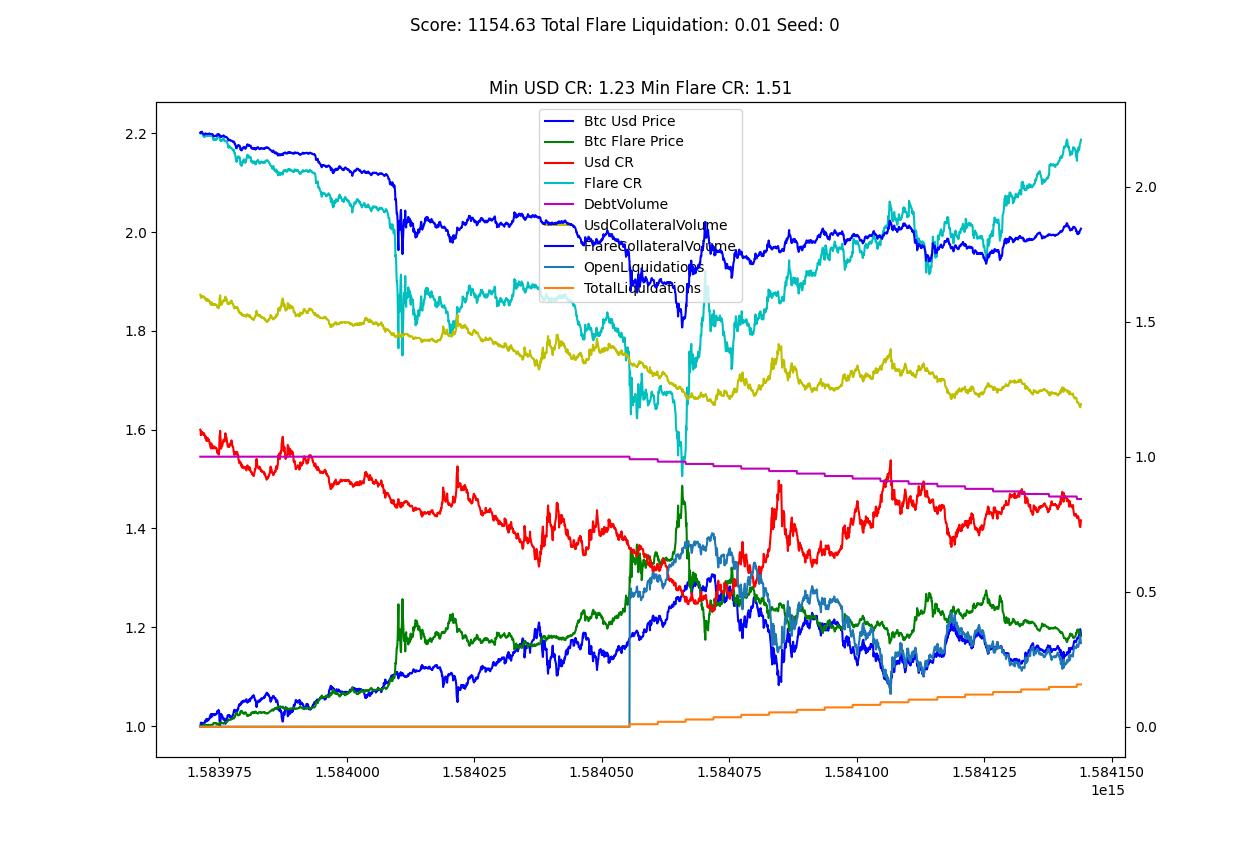 Score: 1154.63 Total Flare Liquidation: 0.01 Seed: 0
Min USD CR: 1.23 Min Flare CR: 1.51
Btc Usd Price
Btc Flare Price
Usd CR
Flare CR
DebtVolume
UsdCollateralVolume
FlareCollateralVolume
OpenLiquidations
TotalLiquidations
2.2
2.0
1.8
1.6
1.4
1.2
1.0
2.0
1.5
1.0
0.5
0.0
1.583975
1.584000
1.584025
1.584050
1.584075
1.584100
1.584125
1.584150
1e15